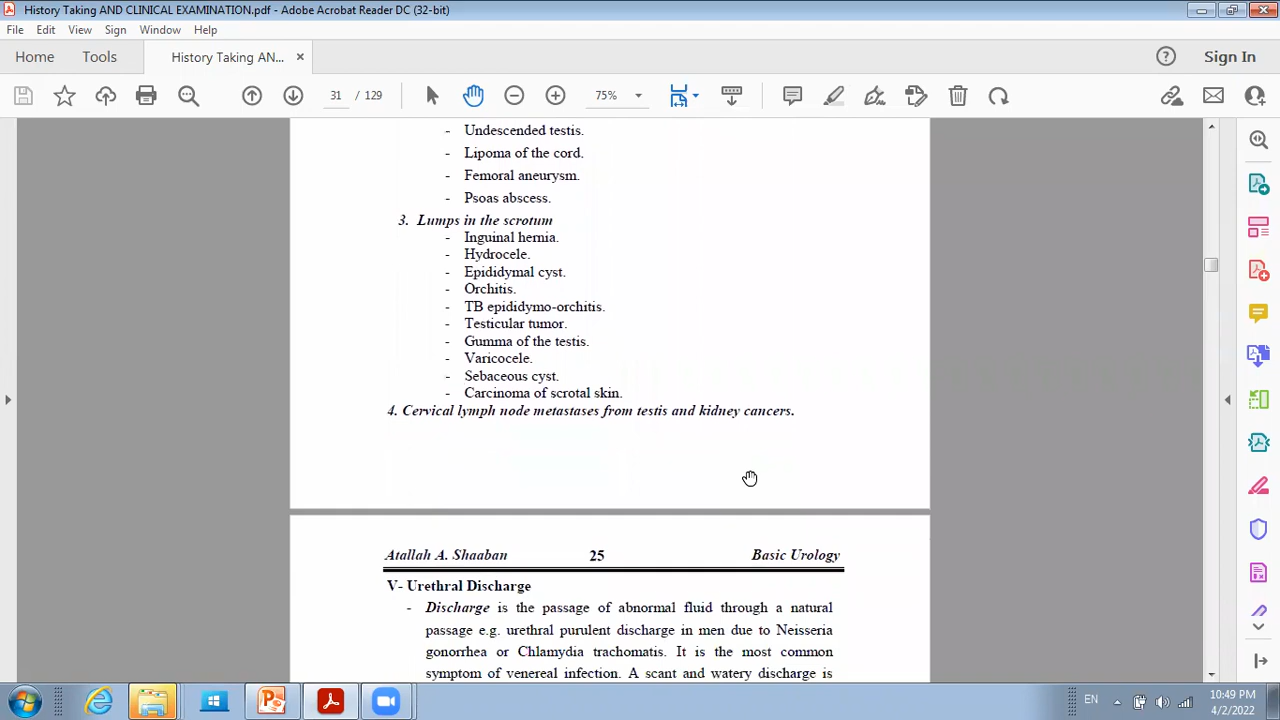 History Taking AND CLINICAL EXAMINATION.pdf - Adobe Acrobat Reader DC (32-bit)
File Edit View Sign Window Help
Home Tools History Taking AN... × Sign In
31 / 129 75%
- Undescended testis.
- Lipoma of the cord.
- Femoral aneurysm.
- Psoas abscess.
3. Lumps in the scrotum
- Inguinal hernia.
- Hydrocele.
- Epididymal cyst.
- Orchitis.
- TB epididymo-orchitis.
- Testicular tumor.
- Gumma of the testis.
- Varicocele.
- Sebaceous cyst.
- Carcinoma of scrotal skin.
4. Cervical lymph node metastases from testis and kidney cancers.
Atallah A. Shaaban 25 Basic Urology
V- Urethral Discharge
- Discharge is the passage of abnormal fluid through a natural
passage e.g. urethral purulent discharge in men due to Neisseria
gonorrhea or Chlamydia trachomatis. It is the most common
symptom of venereal infection. A scant and watery discharge is
EN 10:49 PM
4/2/2022